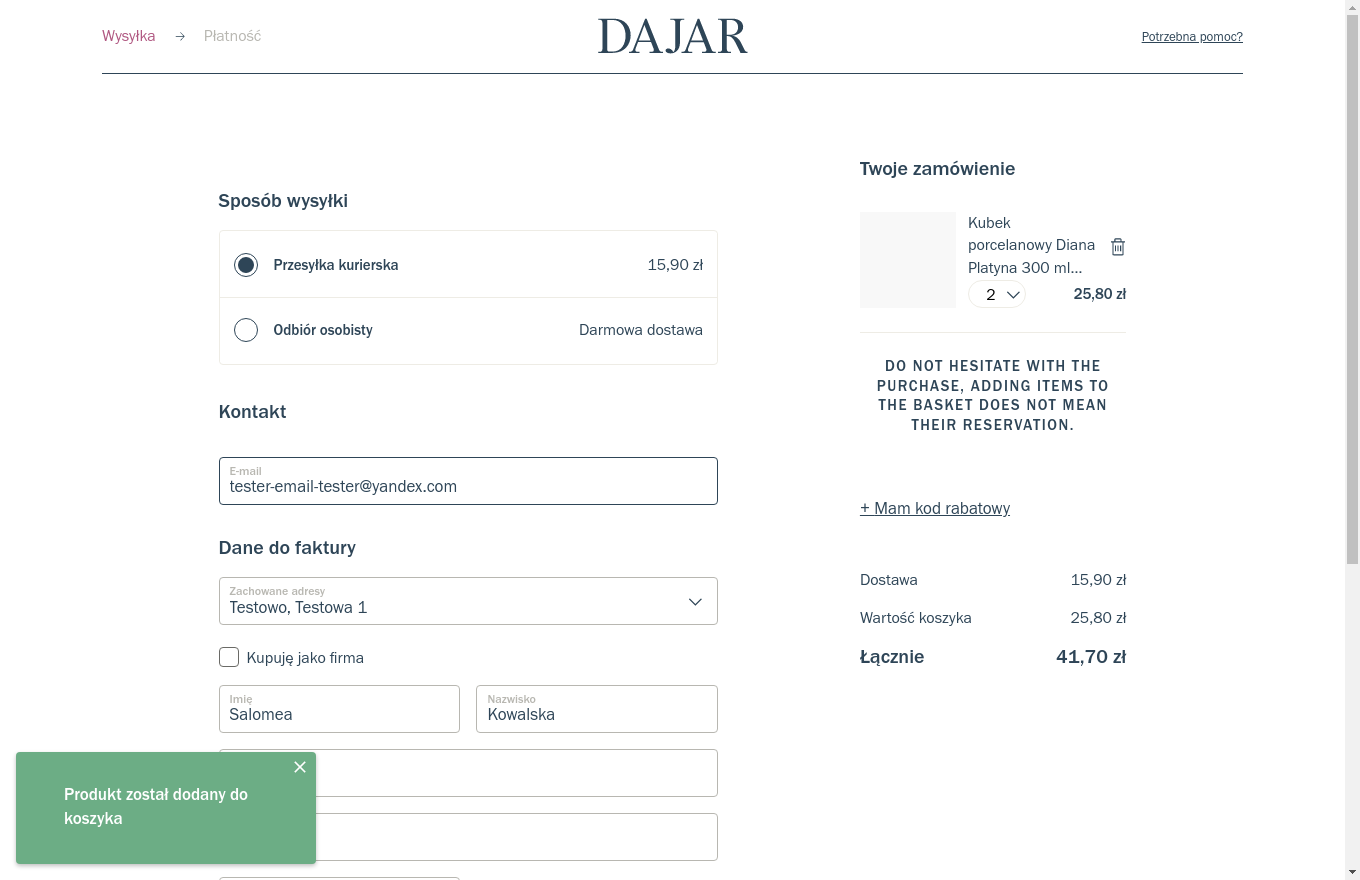 Wysyłka
Płatność
DAJAR
Potrzebna pomoc?
Sposób wysyłki
Przesyłka kurierska
15,90 zł
Odbiór osobisty
Darmowa dostawa
Kontakt
E-mail
tester-email-tester@yandex.com
Dane do faktury
Zachowane adresy
Testowo, Testowa 1
Kupuję jako firma
Imię
Salomea
Nazwisko
Kowalska
Produkt został dodany do
koszyka
Twoje zamówienie
Kubek
porcelanowy Diana
Platyna 300 ml...
2
25,80 zł
DO NOT HESITATE WITH THE
PURCHASE, ADDING ITEMS TO
THE BASKET DOES NOT MEAN
THEIR RESERVATION.
+ Mam kod rabatowy
Dostawa
15,90 zł
Wartość koszyka
25,80 zł
Łącznie
41,70 zł